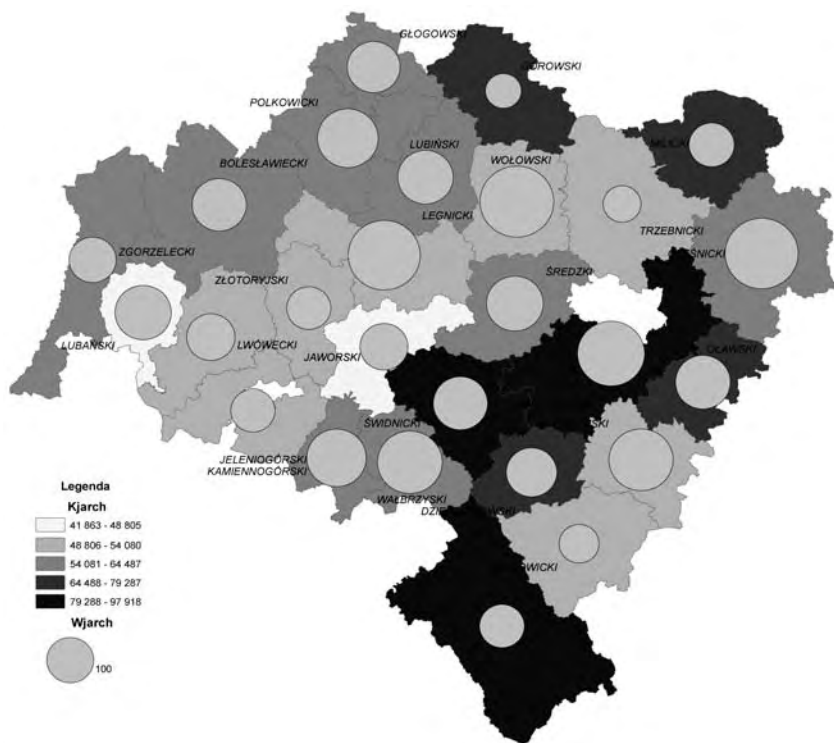 GŁOGOWSKI
GÓROWSKI
POLKOWICKI
LUBIŃSKI
MILICKI
BOLESŁAWIECKI
WOŁOWSKI
LEGNICKI
TRZEBNICKI
ZGORZELECKI
ŚREDZKI
ZŁOTORYJSKI
LUBAŃSKI
LWÓWECKI
JAWORSKI
OŁAWSKI
ŚWIDNICKI
JELENIOGÓRSKI
KAMIENNOGÓRSKI
WAŁBRZYSKI
Legenda
Kjarch
41 863 - 48 805
48 806 - 54 080
54 081 - 64 487
64 488 - 79 287
79 288 - 97 918
Wjarch
100